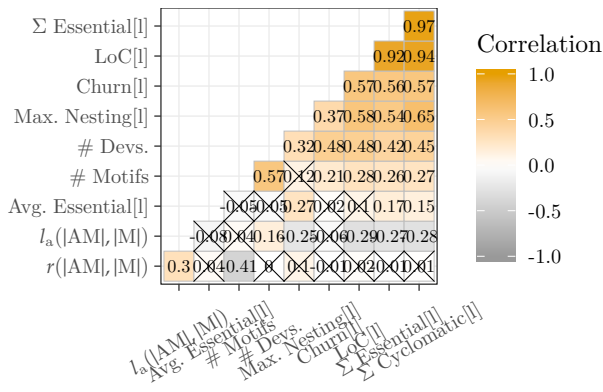 Σ Essential[l] 0.97
LoC[l] 0.92 0.94
Churn[l] 0.57 0.56 0.57
Max. Nesting[l] 0.37 0.58 0.54 0.65
# Devs. 0.32 0.48 0.48 0.42 0.45
# Motifs 0.57 0.12 0.21 0.28 0.26 0.27
Avg. Essential[l] -0.05 -0.05 0.27 0.02 0.1 0.17 0.15
lₐ(|AM|,|M|) -0.08 0.04 0.16 -0.25 -0.06 -0.29 -0.27 -0.28
r(|AM|,|M|) 0.3 0.04 -0.41 0 0.1 -0.01 0.02 -0.01 0.01
lₐ(|AM|,|M|)
Avg. Essential[l]
# Motifs
# Devs.
Max. Nesting[l]
Churn[l]
LoC[l]
Σ Essential[l]
Σ Cyclomatic[l]
Correlation
1.0
0.5
0.0
-0.5
-1.0